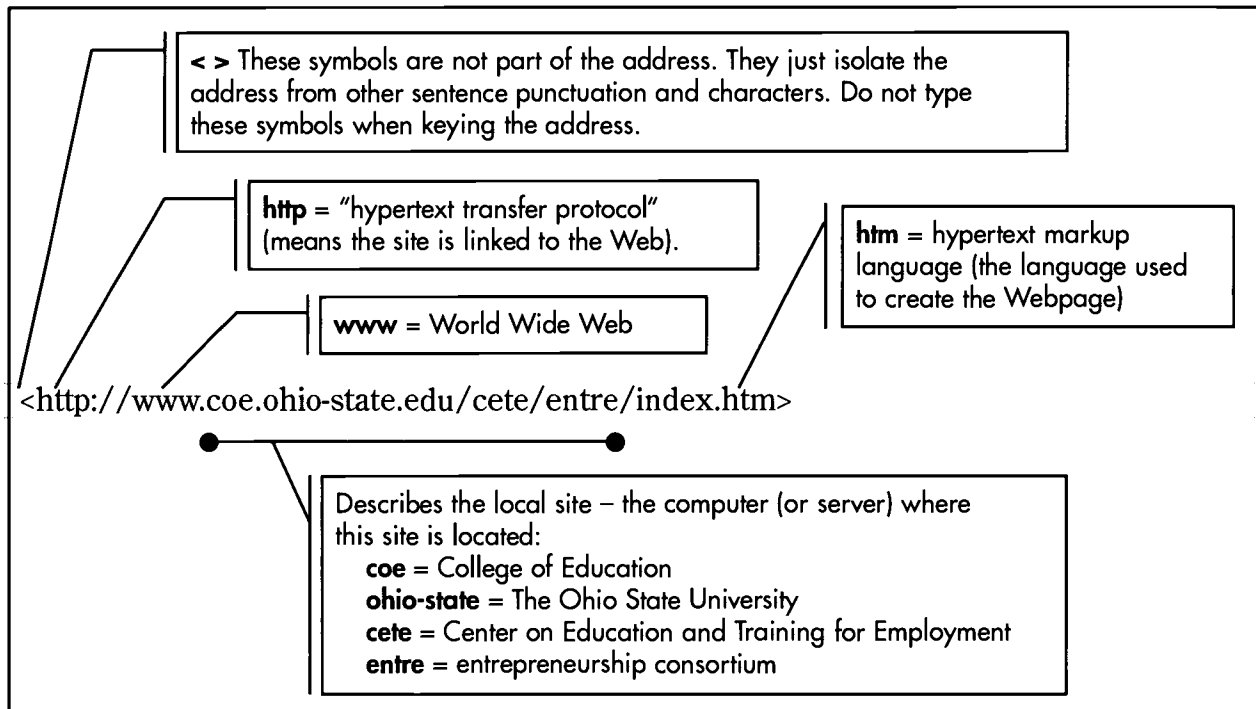 < > These symbols are not part of the address. They just isolate the
address from other sentence punctuation and characters. Do not type
these symbols when keying the address.
http = “hypertext transfer protocol”
(means the site is linked to the Web).
htm = hypertext markup
language (the language used
to create the Webpage)
www = World Wide Web
<http://www.coe.ohio-state.edu/cete/entre/index.htm>
Describes the local site – the computer (or server) where
this site is located:
coe = College of Education
ohio-state = The Ohio State University
cete = Center on Education and Training for Employment
entre = entrepreneurship consortium